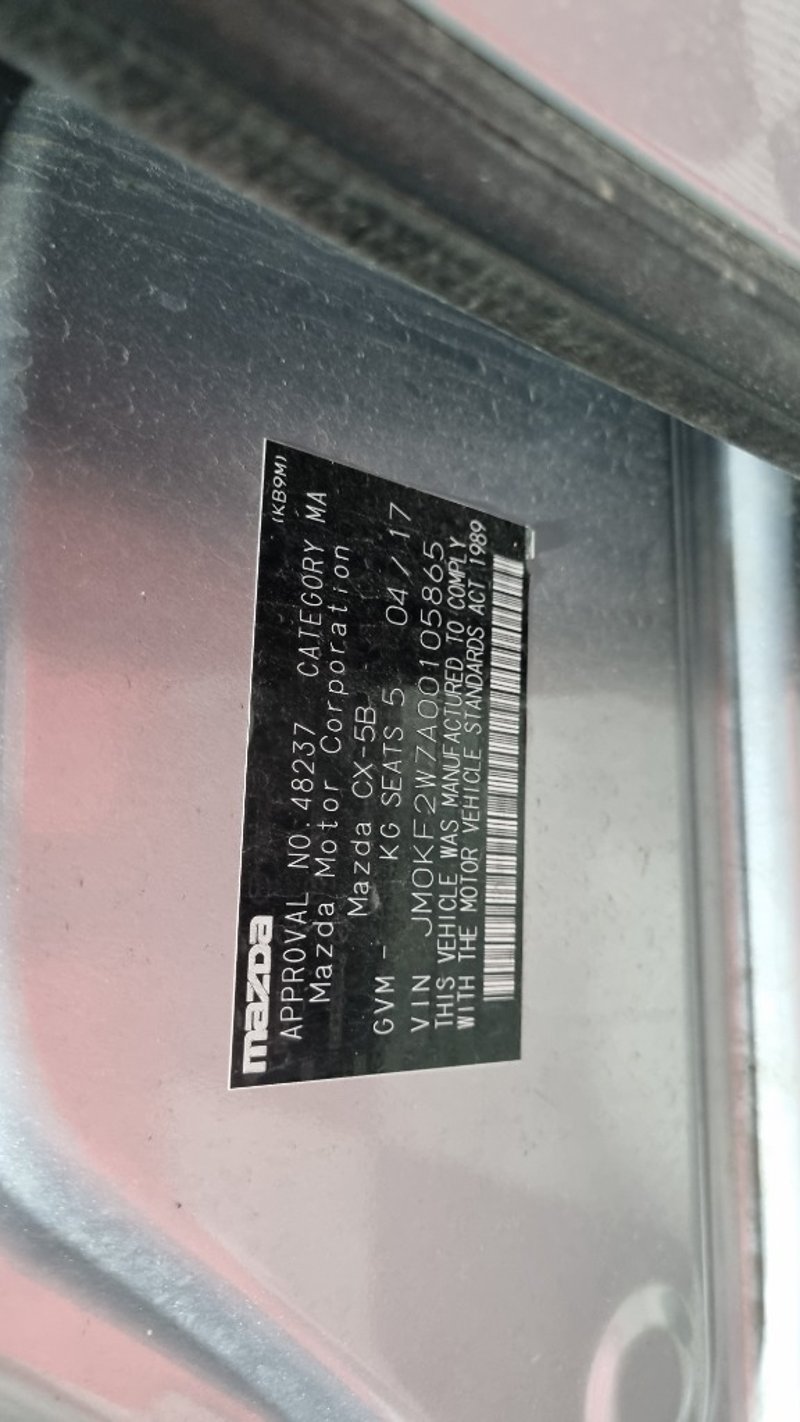 (KB9M)
mazda
APPROVAL NO.48237 CATEGORY MA
Mazda Motor Corporation
Mazda CX-5B
GVM - KG SEATS 5 04/17
VIN JM0KF2W7A00105865
THIS VEHICLE WAS MANUFACTURED TO COMPLY
WITH THE MOTOR VEHICLE STANDARDS ACT 1989